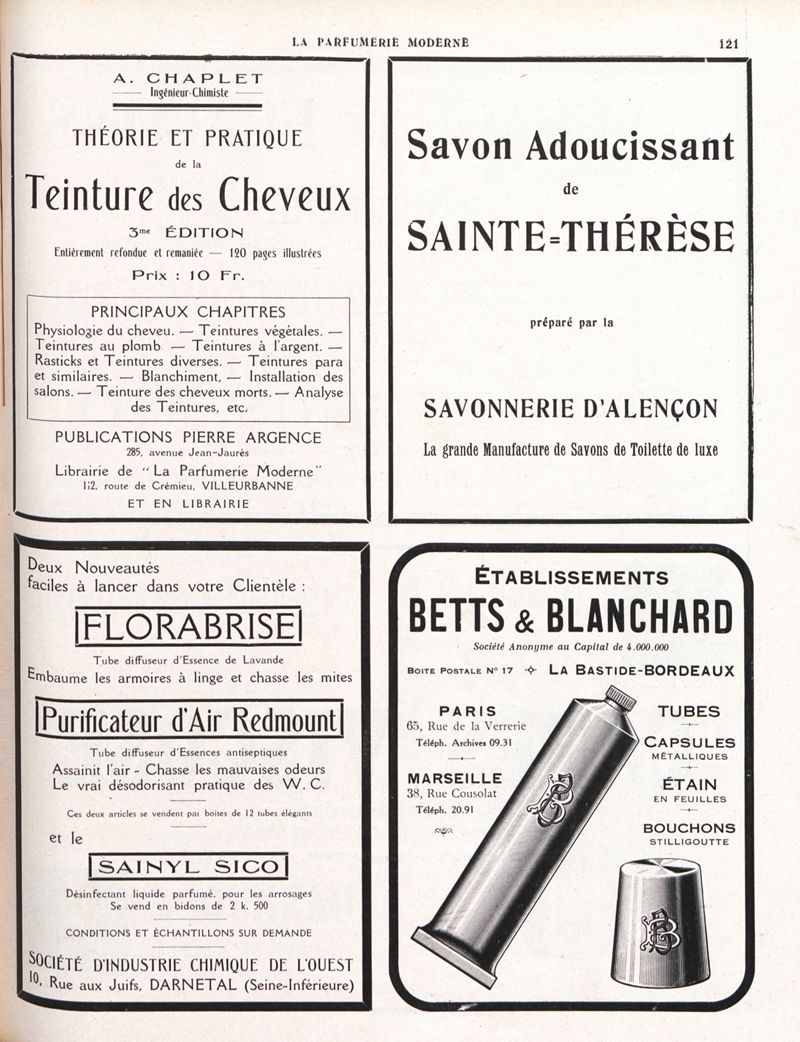 LA PARFUMERIE MODERNE
121
A. CHAPLET
Ingénieur-Chimiste
THÉORIE ET PRATIQUE
de la
Teinture des Cheveux
3me ÉDITION
Entièrement refondue et remaniée — 120 pages illustrées
Prix : 10 Fr.
PRINCIPAUX CHAPITRES
Physiologie du cheveu. — Teintures végétales. —
Teintures au plomb — Teintures à l'argent. —
Rasticks et Teintures diverses. — Teintures para
et similaires. — Blanchiment, — Installation des
salons. — Teinture des cheveux morts. — Analyse
des Teintures, etc.
PUBLICATIONS PIERRE ARGENCE
285, avenue Jean-Jaurès
Librairie de "La Parfumerie Moderne"
112, route de Crémieu, VILLEURBANNE
ET EN LIBRAIRIE
Savon Adoucissant
de
SAINTE=THÉRÈSE
préparé par la
SAVONNERIE D'ALENÇON
La grande Manufacture de Savons de Toilette de luxe
Deux Nouveautés
faciles à lancer dans votre Clientèle :
FLORABRISE
Tube diffuseur d'Essence de Lavande
Embaume les armoires à linge et chasse les mites
Purificateur d'Air Redmount
Tube diffuseur d'Essences antiseptiques
Assainit l'air - Chasse les mauvaises odeurs
Le vrai désodorisant pratique des W. C.
Ces deux articles se vendent par boites de 12 tubes élégants
et le
SAINYL SICO
Désinfectant liquide parfumé, pour les arrosages
Se vend en bidons de 2 k. 500
CONDITIONS ET ÉCHANTILLONS SUR DEMANDE
SOCIÉTÉ D'INDUSTRIE CHIMIQUE DE L'OUEST
10, Rue aux Juifs, DARNETAL (Seine-Inférieure)
ÉTABLISSEMENTS
BETTS & BLANCHARD
Société Anonyme au Capital de 4.000.000
BOITE POSTALE N° 17 LA BASTIDE-BORDEAUX
PARIS
65, Rue de la Verrerie
Téléph. Archives 09.31
MARSEILLE
38, Rue Cousolat
Téléph. 20.91
TUBES
CAPSULES
MÉTALLIQUES
ÉTAIN
EN FEUILLES
BOUCHONS
STILLIGOUTTE
BB
BB